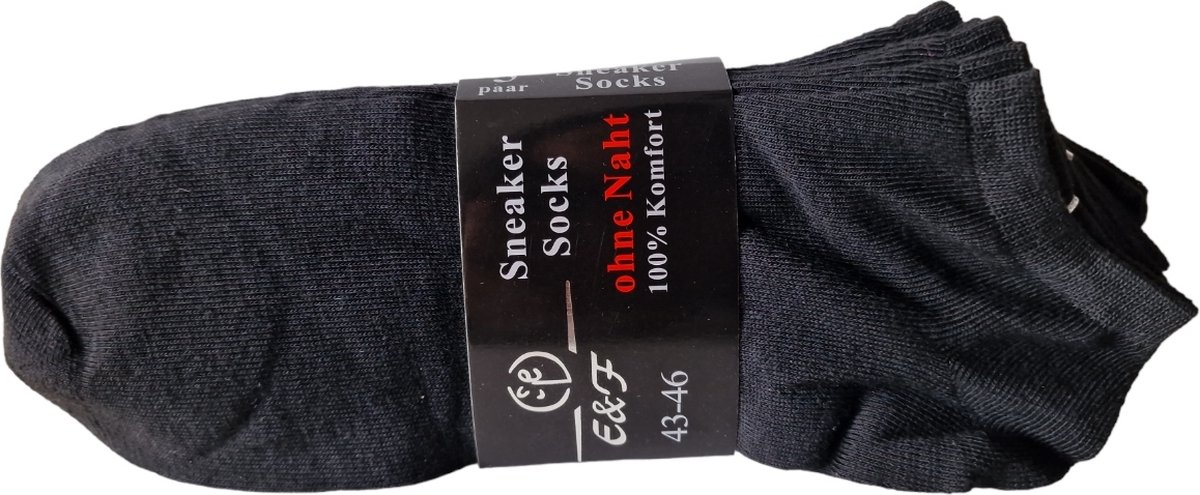 paar
Sneaker
Socks
Sneaker
Socks
ohne Naht
100% Komfort
E&F
43-46